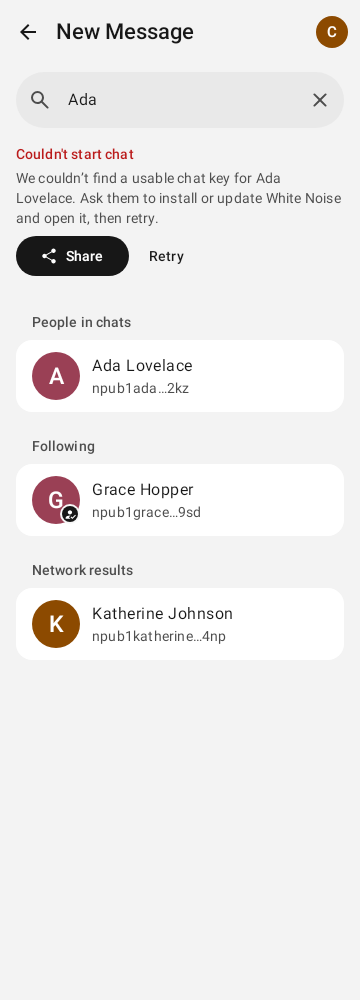 New Message
C
Ada
Couldn't start chat
We couldn’t find a usable chat key for Ada
Lovelace. Ask them to install or update White Noise
and open it, then retry.
Share
Retry
People in chats
A
Ada Lovelace
npub1ada…2kz
Following
G
Grace Hopper
npub1grace…9sd
Network results
K
Katherine Johnson
npub1katherine…4np